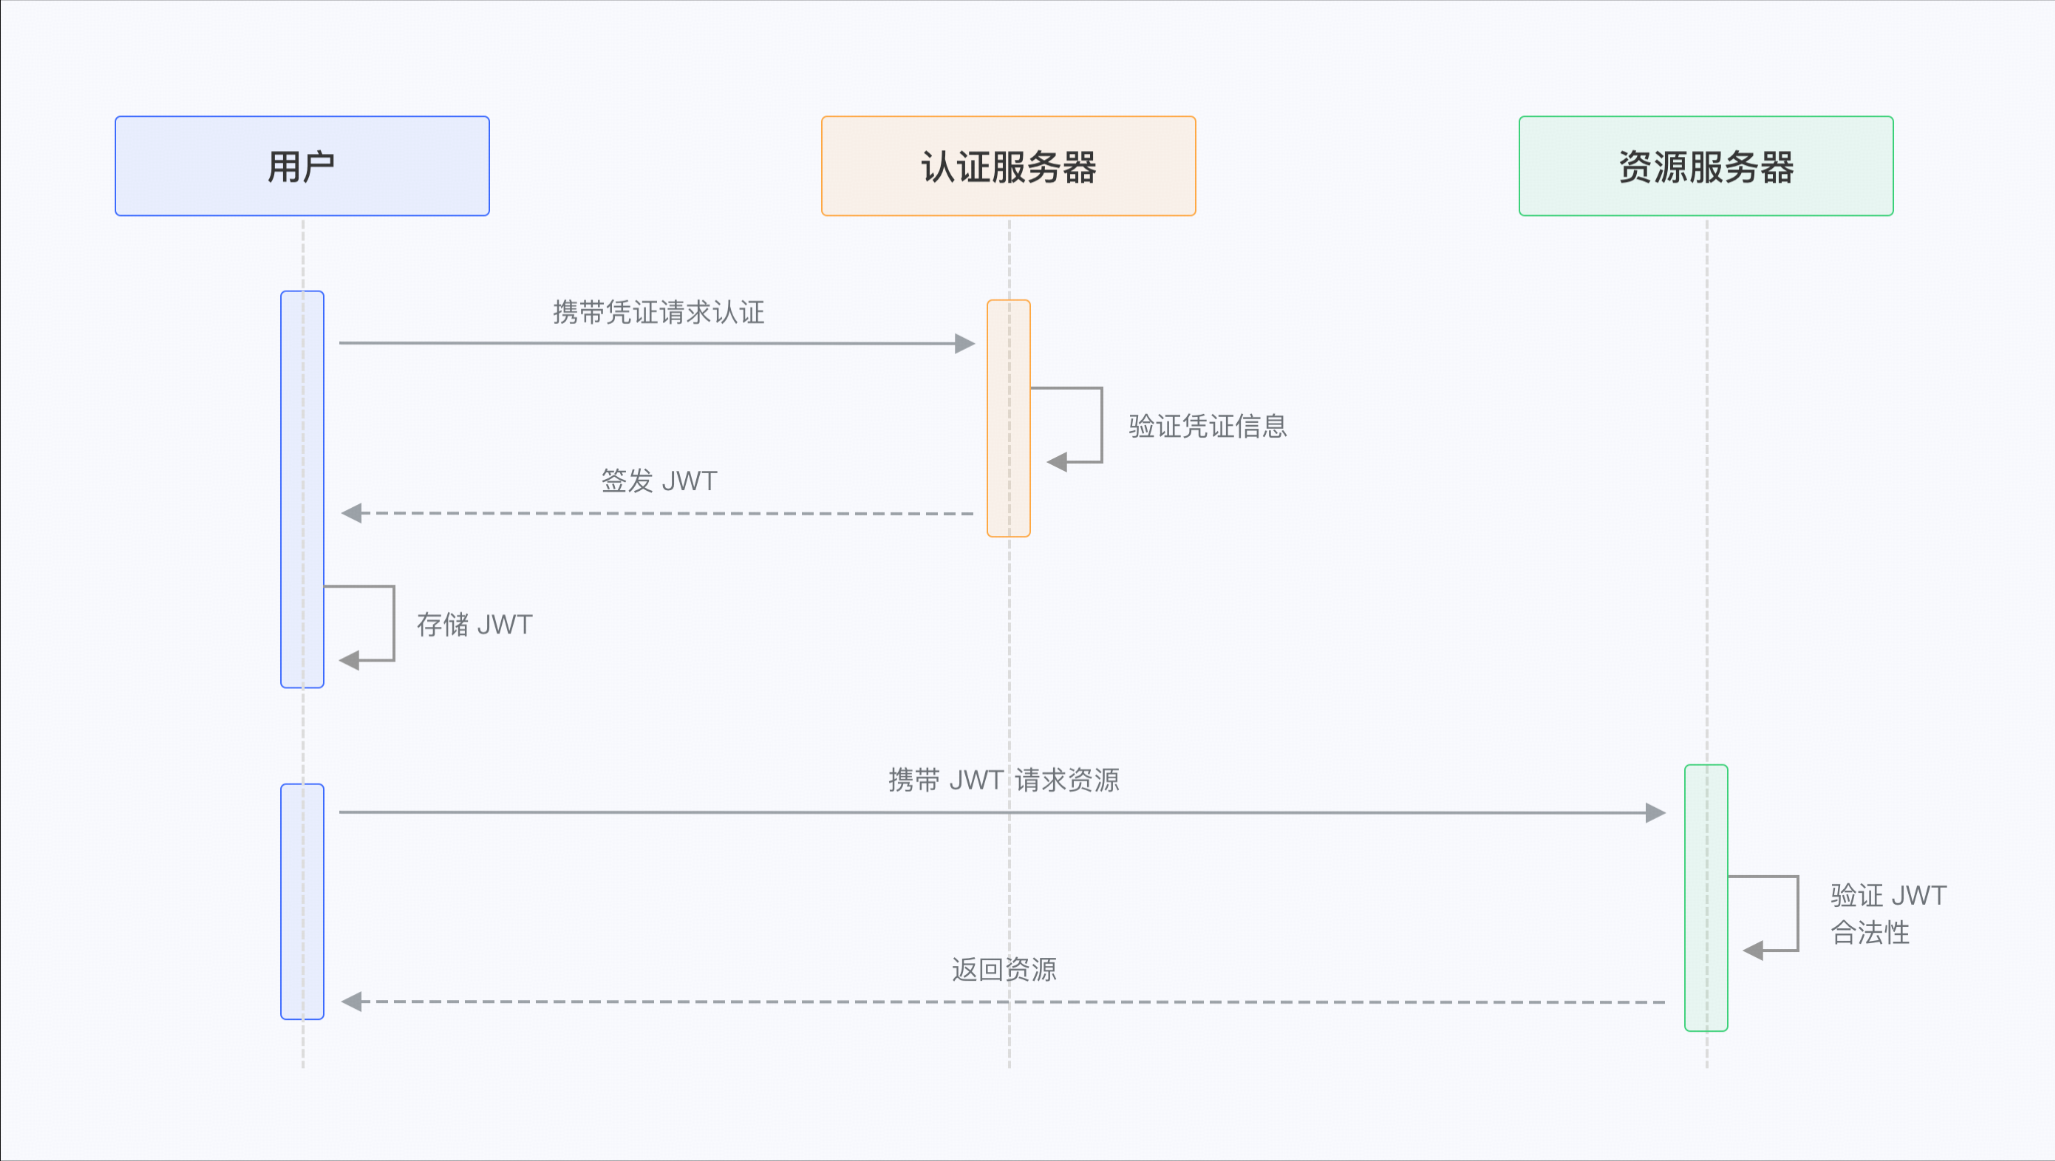 用户
认证服务器
资源服务器
携带凭证请求认证
验证凭证信息
签发 JWT
存储 JWT
携带 JWT 请求资源
验证 JWT
合法性
返回资源